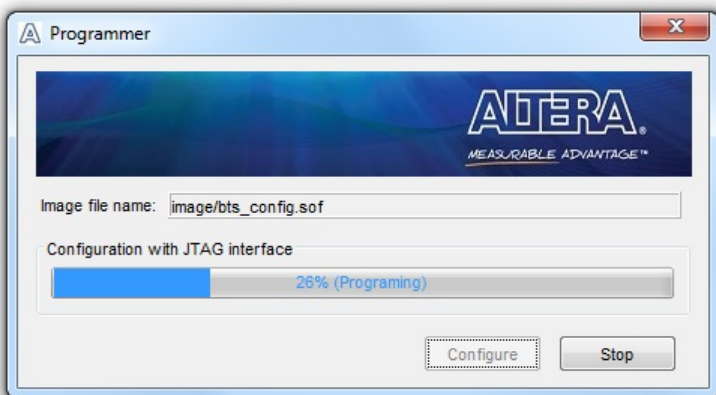 Programmer
ALTERA®
MEASURABLE ADVANTAGE™
Image file name: image/bts_config.sof
Configuration with JTAG interface
26% (Programing)
Configure Stop